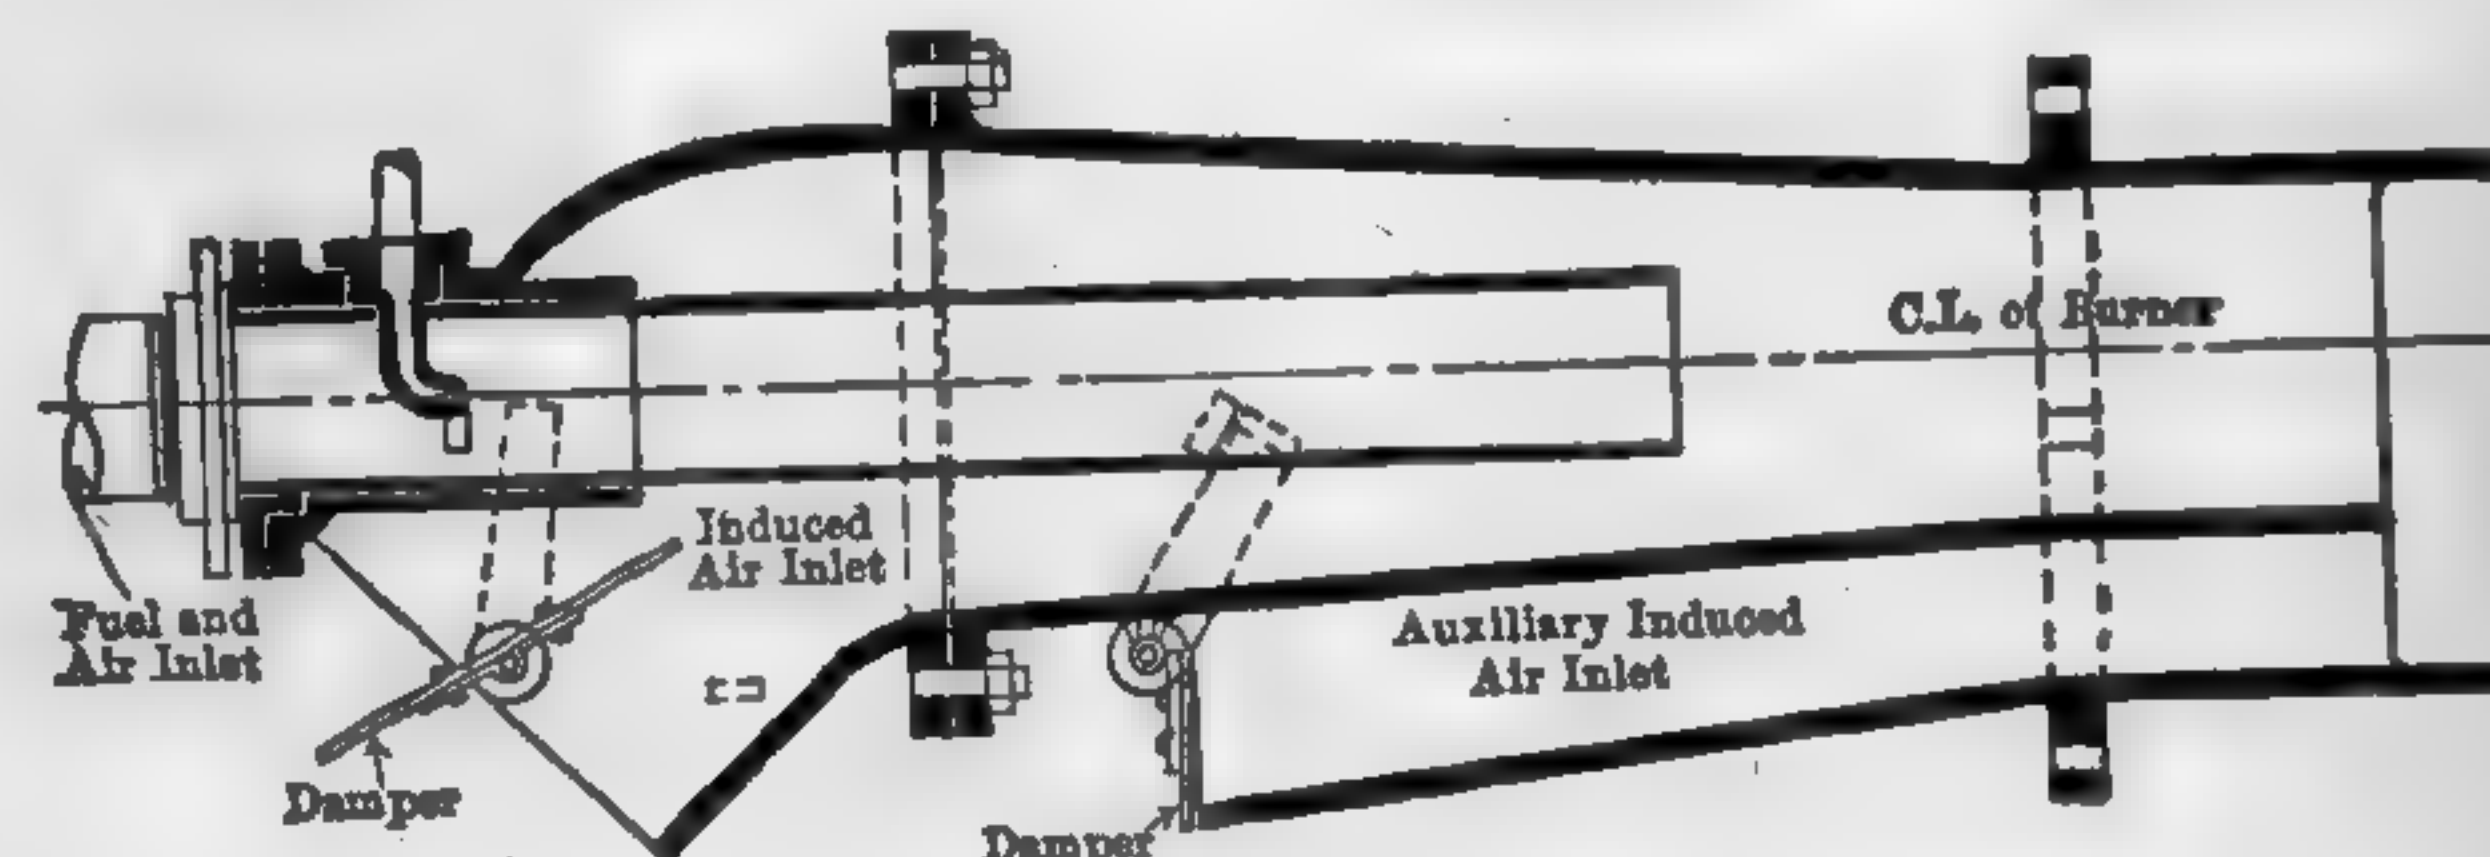 C.L. of Burner
Induced
Air Inlet
Fuel and
Air Inlet
Auxiliary Induced
Air Inlet
Damper
Damper